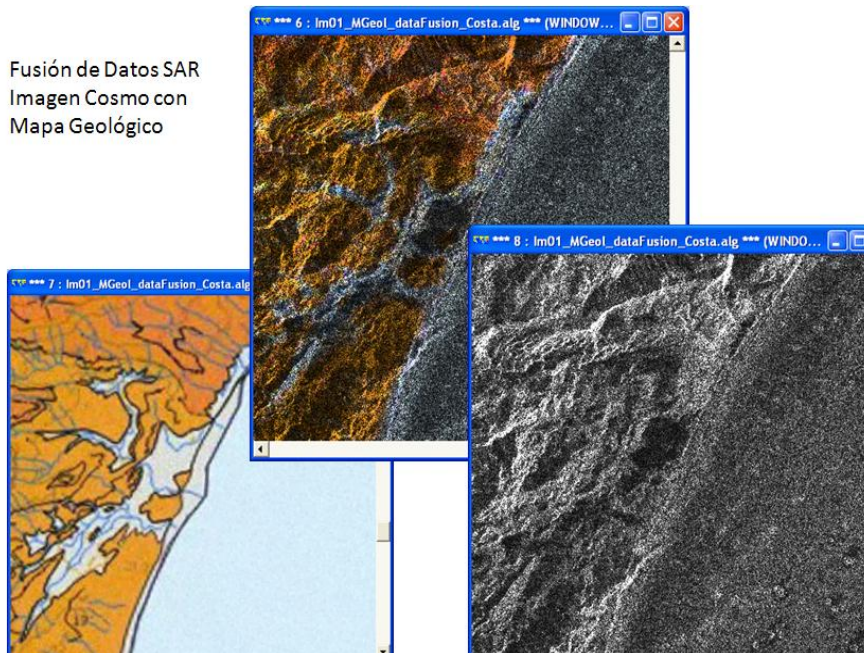 Fusión de Datos SAR
Imagen Cosmo con
Mapa Geológico
*** 6 : Im01_MGeol_dataFusion_Costa.alg *** (WINDOW...
*** 7 : Im01_MGeol_dataFusion_Costa.alg
*** 8 : Im01_MGeol_dataFusion_Costa.alg *** (WINDO...